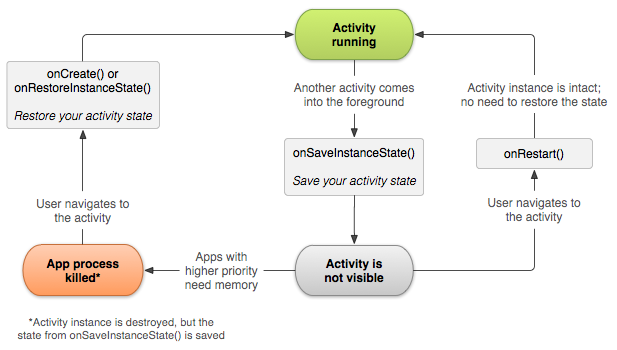 Activity
running
onCreate() or
onRestoreInstanceState()
Restore your activity state
Another activity comes
into the foreground
Activity instance is intact;
no need to restore the state
onSaveInstanceState()
Save your activity state
onRestart()
User navigates to
the activity
User navigates to
the activity
App process
killed*
Apps with
higher priority
need memory
Activity is
not visible
*Activity instance is destroyed, but the
state from onSaveInstanceState() is saved